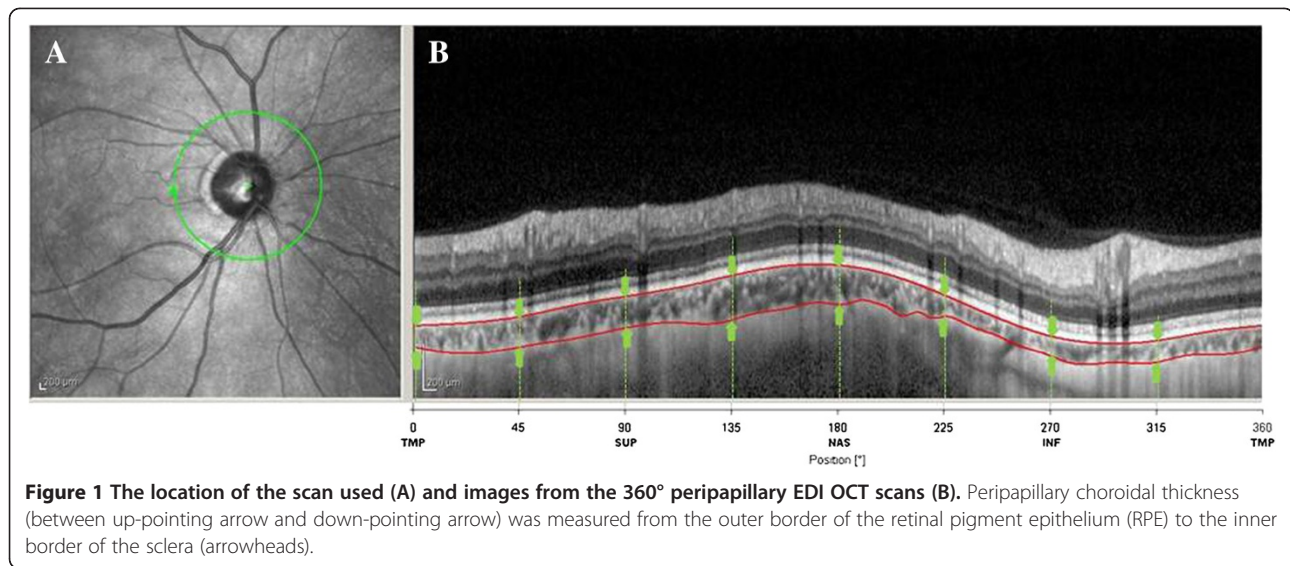 A
B
200 µm
200 µm
0 45 90 135 180 225 270 315 360
TMP SUP NAS INF TMP
Position [°]
Figure 1 The location of the scan used (A) and images from the 360° peripapillary EDI OCT scans (B). Peripapillary choroidal thickness
(between up-pointing arrow and down-pointing arrow) was measured from the outer border of the retinal pigment epithelium (RPE) to the inner
border of the sclera (arrowheads).